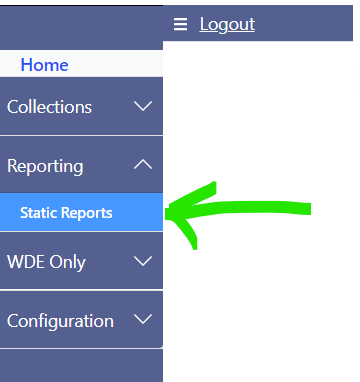 Logout
Home
Collections
Reporting
Static Reports
WDE Only
Configuration